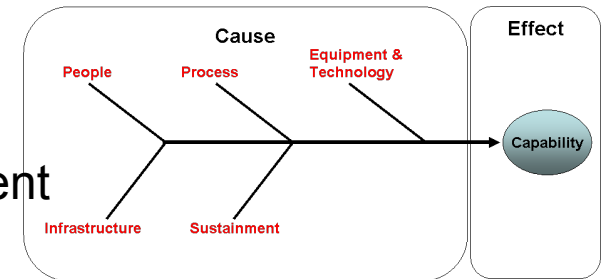 Cause
Effect
People
Process
Equipment &
Technology
Capability
Infrastructure
Sustainment